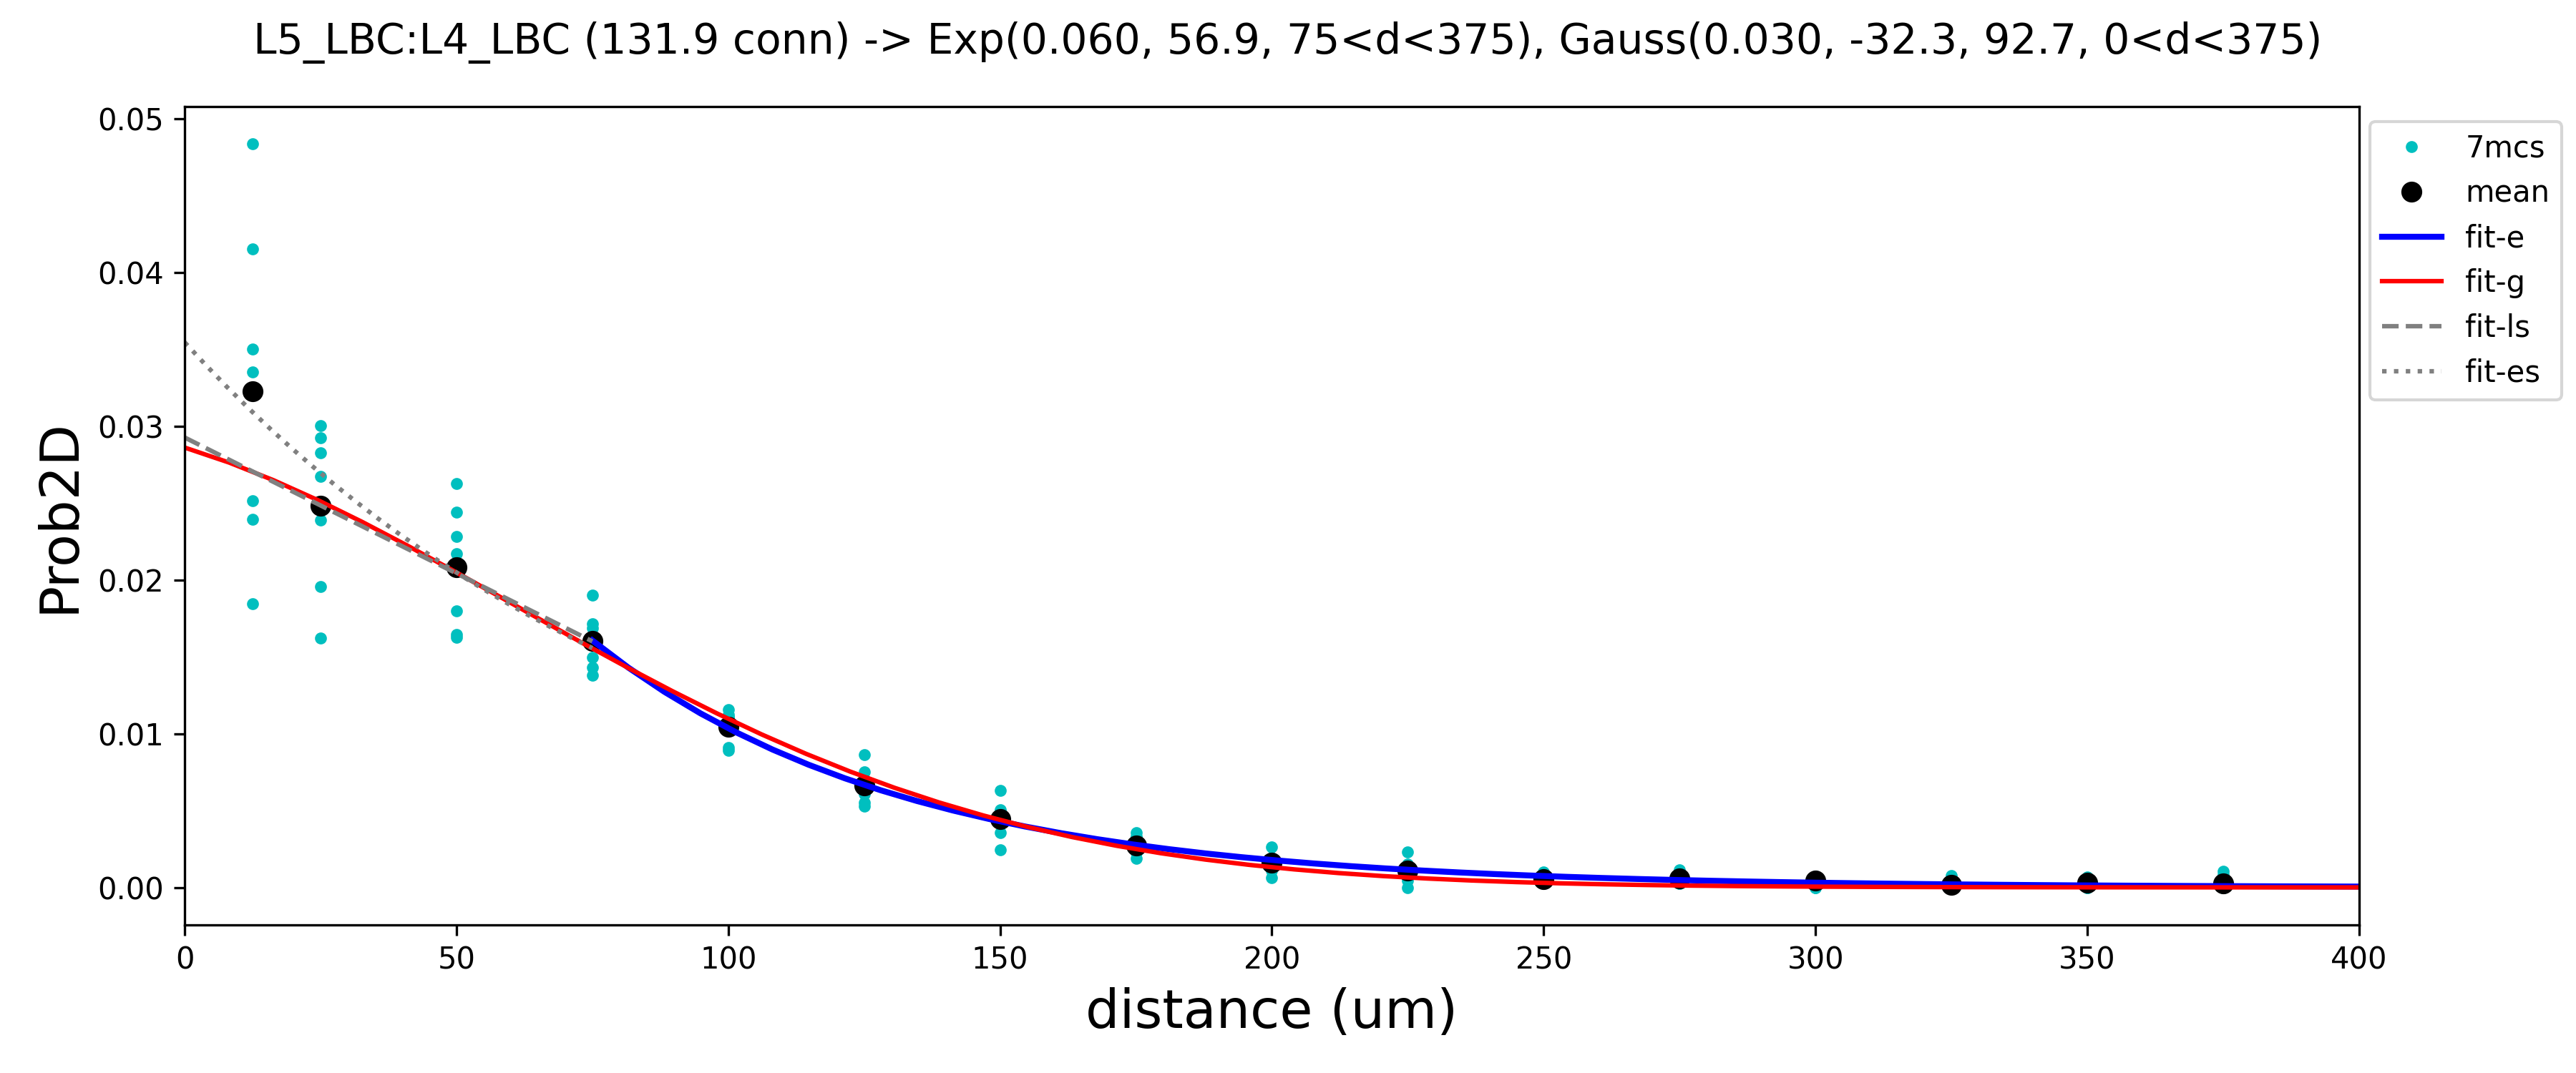 L5_LBC:L4_LBC (131.9 conn) -> Exp(0.060, 56.9, 75<d<375), Gauss(0.030, -32.3, 92.7, 0<d<375)
0.05
0.04
0.03
0.02
0.01
0.00
Prob2D
0 50 100 150 200 250 300 350 400
distance (um)
7mcs
mean
fit-e
fit-g
fit-ls
fit-es